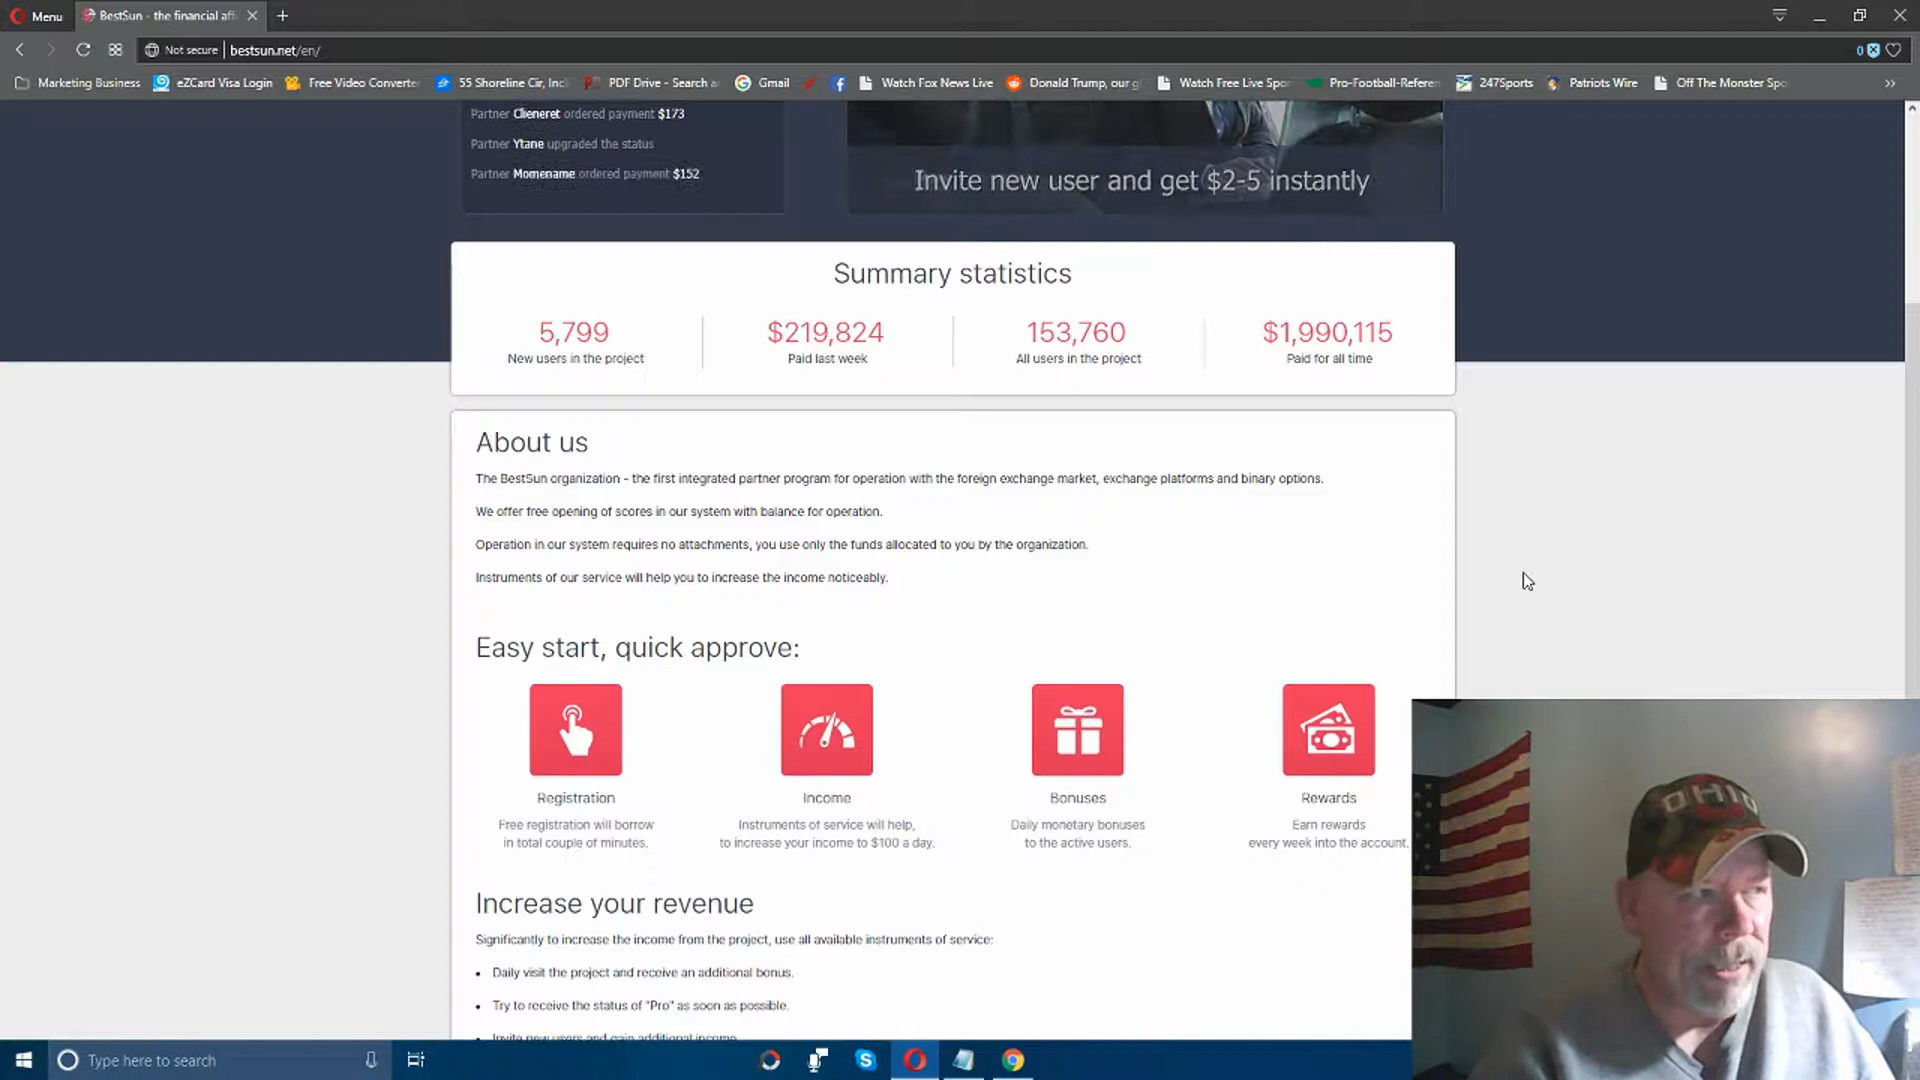 Menu
BestSun - the financial affi
Not secure
bestsun.net/en/
0
Marketing Business
eZCard Visa Login
Free Video Converte
55 Shoreline Cir, Inc
PDF Drive - Search a
Gmail
Watch Fox News Live
Donald Trump, our g
Watch Free Live Spo
Pro-Football-Referen
247Sports
Patriots Wire
Off The Monster Spo
Partner Clieneret ordered payment $173
Partner Ytane upgraded the status
Partner Momename ordered payment $152
Invite new user and get $2-5 instantly
Summary statistics
5,799
New users in the project
$219,824
Paid last week
153,760
All users in the project
$1,990,115
Paid for all time
About us
The BestSun organization - the first integrated partner program for operation with the foreign exchange market, exchange platforms and binary options.
We offer free opening of scores in our system with balance for operation.
Operation in our system requires no attachments, you use only the funds allocated to you by the organization.
Instruments of our service will help you to increase the income noticeably.
Easy start, quick approve:
Registration
Free registration will borrow
in total couple of minutes.
Income
Instruments of service will help,
to increase your income to $100 a day.
Bonuses
Daily monetary bonuses
to the active users.
Rewards
Earn rewards
every week into the account.
Increase your revenue
Significantly to increase the income from the project, use all available instruments of service:
• Daily visit the project and receive an additional bonus.
• Try to receive the status of "Pro" as soon as possible.
• Invite new users and gain additional income
OHIO
Type here to search